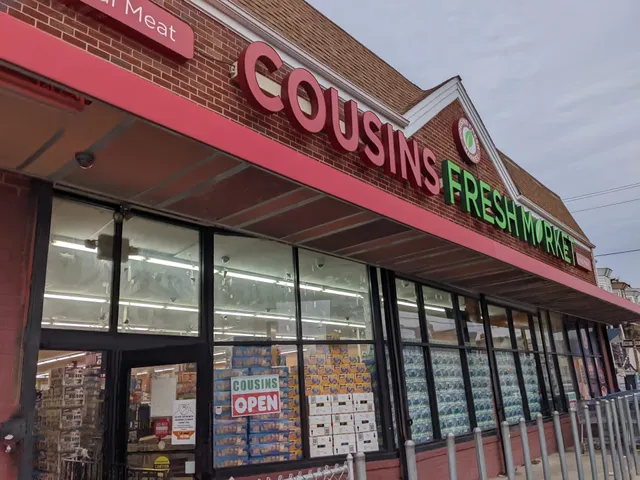 Meat
COUSINS
FRESH MARKET
COUSINS
OPEN